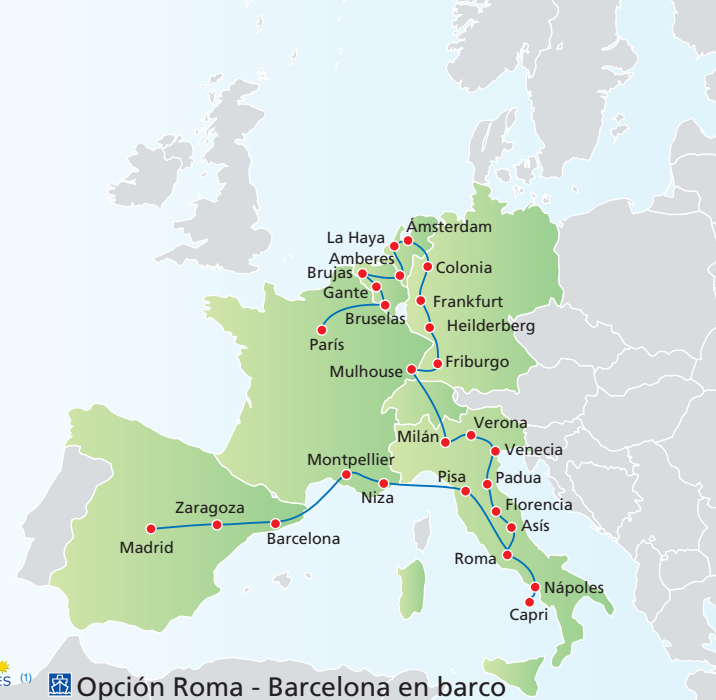 Ámsterdam
La Haya
Amberes
Brujas
Colonia
Gante
Frankfurt
Bruselas
Heilderberg
París
Friburgo
Mulhouse
Verona
Milán
Venecia
Montpellier
Pisa
Padua
Niza
Zaragoza
Florencia
Asís
Barcelona
Madrid
Roma
Nápoles
Capri
ES (1)
Opción Roma - Barcelona en barco